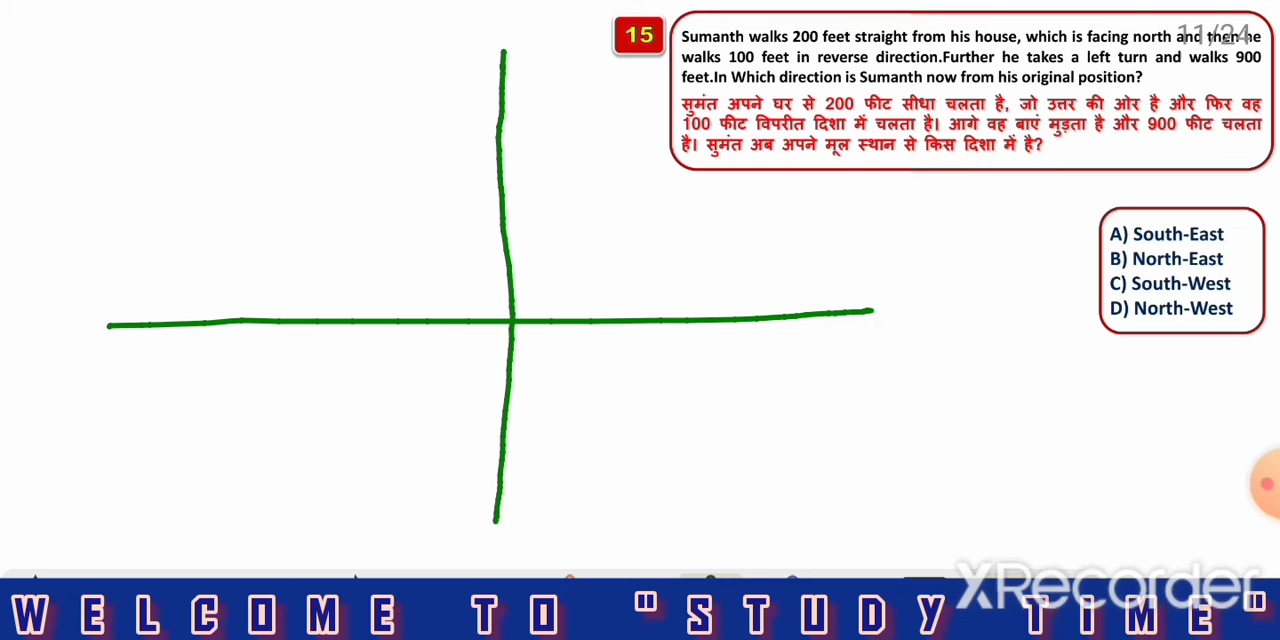 15
11/24
Sumanth walks 200 feet straight from his house, which is facing north and then he
walks 100 feet in reverse direction.Further he takes a left turn and walks 900
feet.In Which direction is Sumanth now from his original position?
सुमंत अपने घर से 200 फीट सीधा चलता है, जो उत्तर की ओर है और फिर वह
100 फीट विपरीत दिशा में चलता है। आगे वह बाएं मुड़ता है और 900 फीट चलता
है। सुमंत अब अपने मूल स्थान से किस दिशा में है?
A) South-East
B) North-East
C) South-West
D) North-West
XRecorder
WELCOME TO "STUDY TIME"